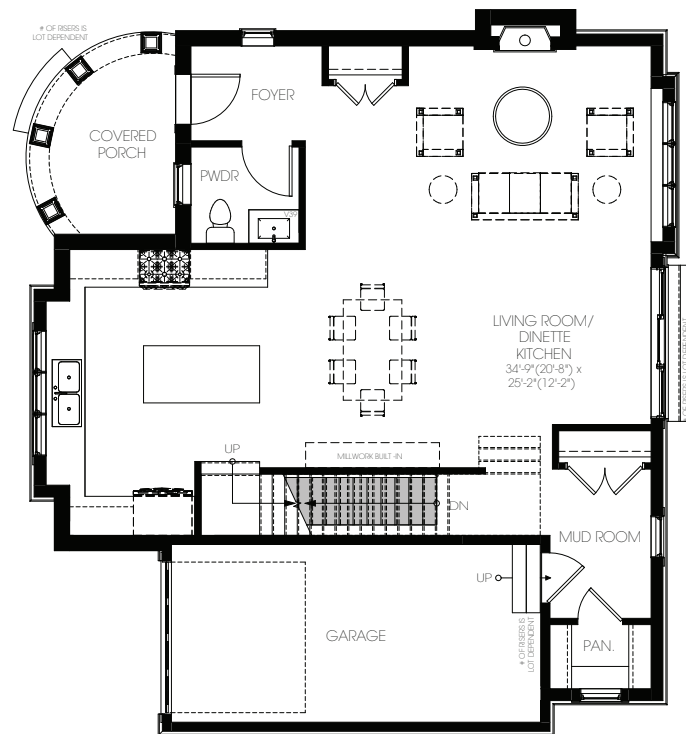 # OF RISERS IS
LOT DEPENDENT
FOYER
COVERED
PORCH
PWDR
V39
LIVING ROOM/
DINETTE
KITCHEN
34'-9"(20'-8") x
25'-2"(12'-2")
UP
MILLWORK BUILT-IN
DN
MUD ROOM
UP
GARAGE
# OF RISERS IS
LOT DEPENDENT
PAN.